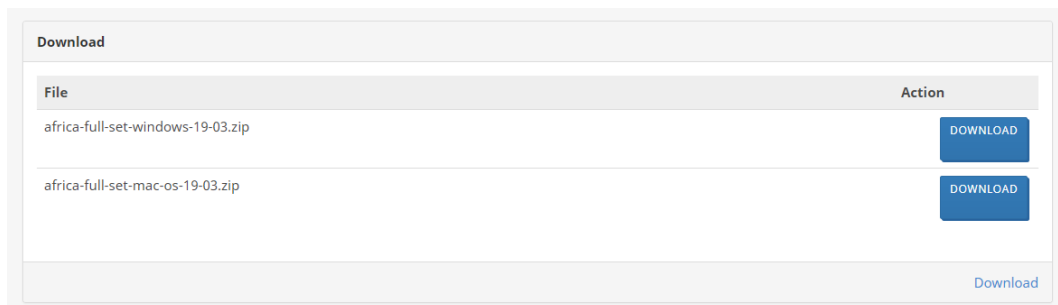 Download
File Action
africa-full-set-windows-19-03.zip DOWNLOAD
africa-full-set-mac-os-19-03.zip DOWNLOAD
Download